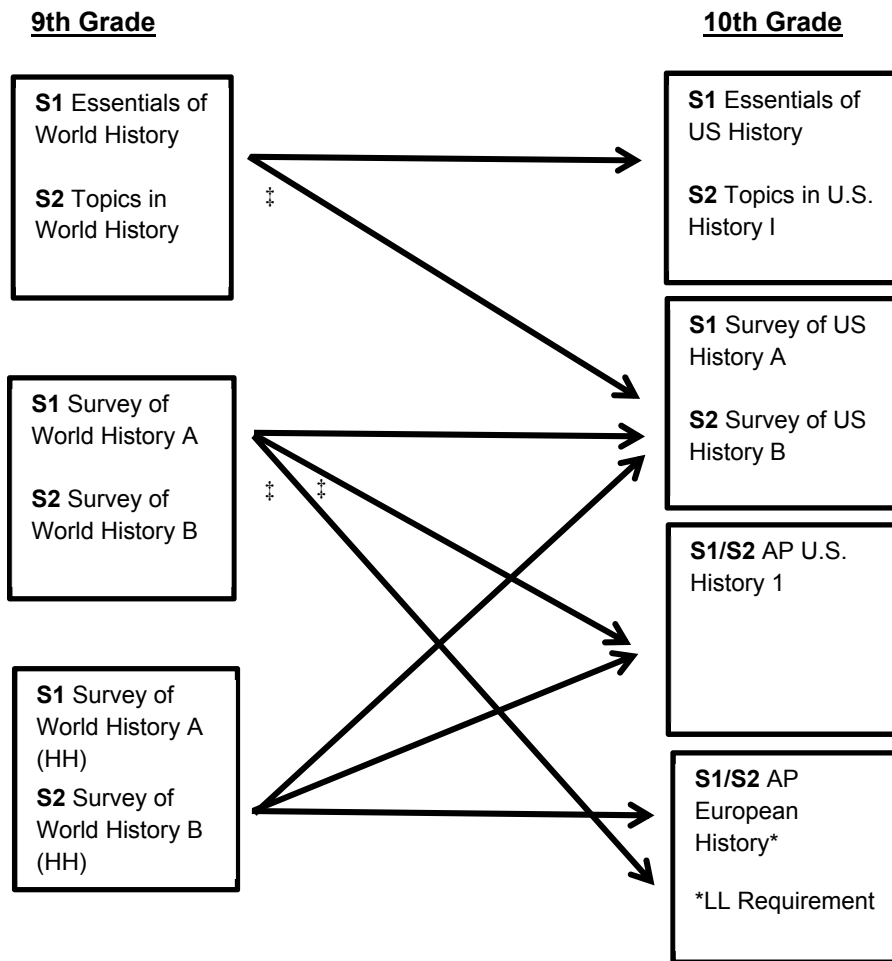 9th Grade
10th Grade
S1 Essentials of
World History
S2 Topics in
World History
‡
S1 Essentials of
US History
S2 Topics in U.S.
History I
S1 Survey of
World History A
S2 Survey of
World History B
‡ ‡
S1 Survey of US
History A
S2 Survey of US
History B
S1/S2 AP U.S.
History 1
S1 Survey of
World History A
(HH)
S2 Survey of
World History B
(HH)
S1/S2 AP
European
History*
*LL Requirement